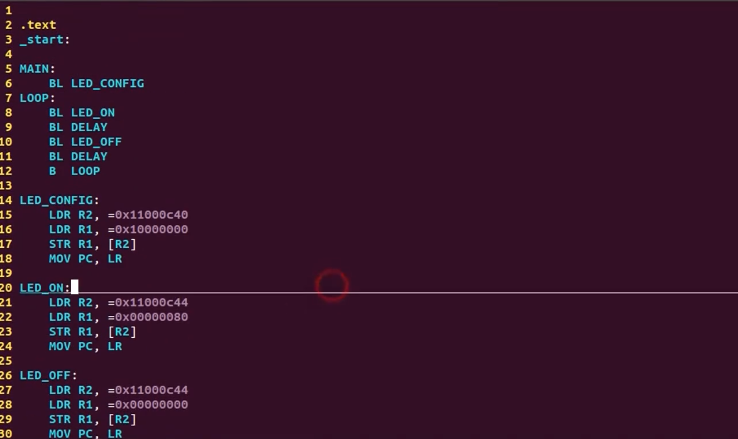 1
2 .text
3 _start:
4
5 MAIN:
6 BL LED_CONFIG
7 LOOP:
8 BL LED_ON
9 BL DELAY
10 BL LED_OFF
11 BL DELAY
12 B LOOP
13
14 LED_CONFIG:
15 LDR R2, =0x11000c40
16 LDR R1, =0x10000000
17 STR R1, [R2]
18 MOV PC, LR
19
20 LED_ON:
21 LDR R2, =0x11000c44
22 LDR R1, =0x00000080
23 STR R1, [R2]
24 MOV PC, LR
25
26 LED_OFF:
27 LDR R2, =0x11000c44
28 LDR R1, =0x00000000
29 STR R1, [R2]
30 MOV PC, LR